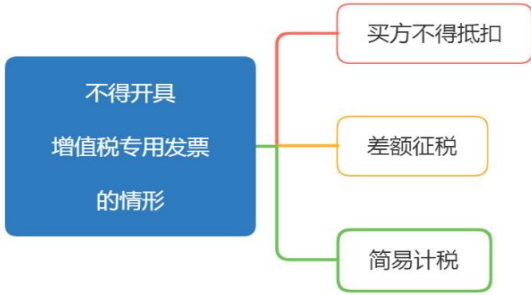 不得开具
增值税专用发票
的情形
买方不得抵扣
差额征税
简易计税